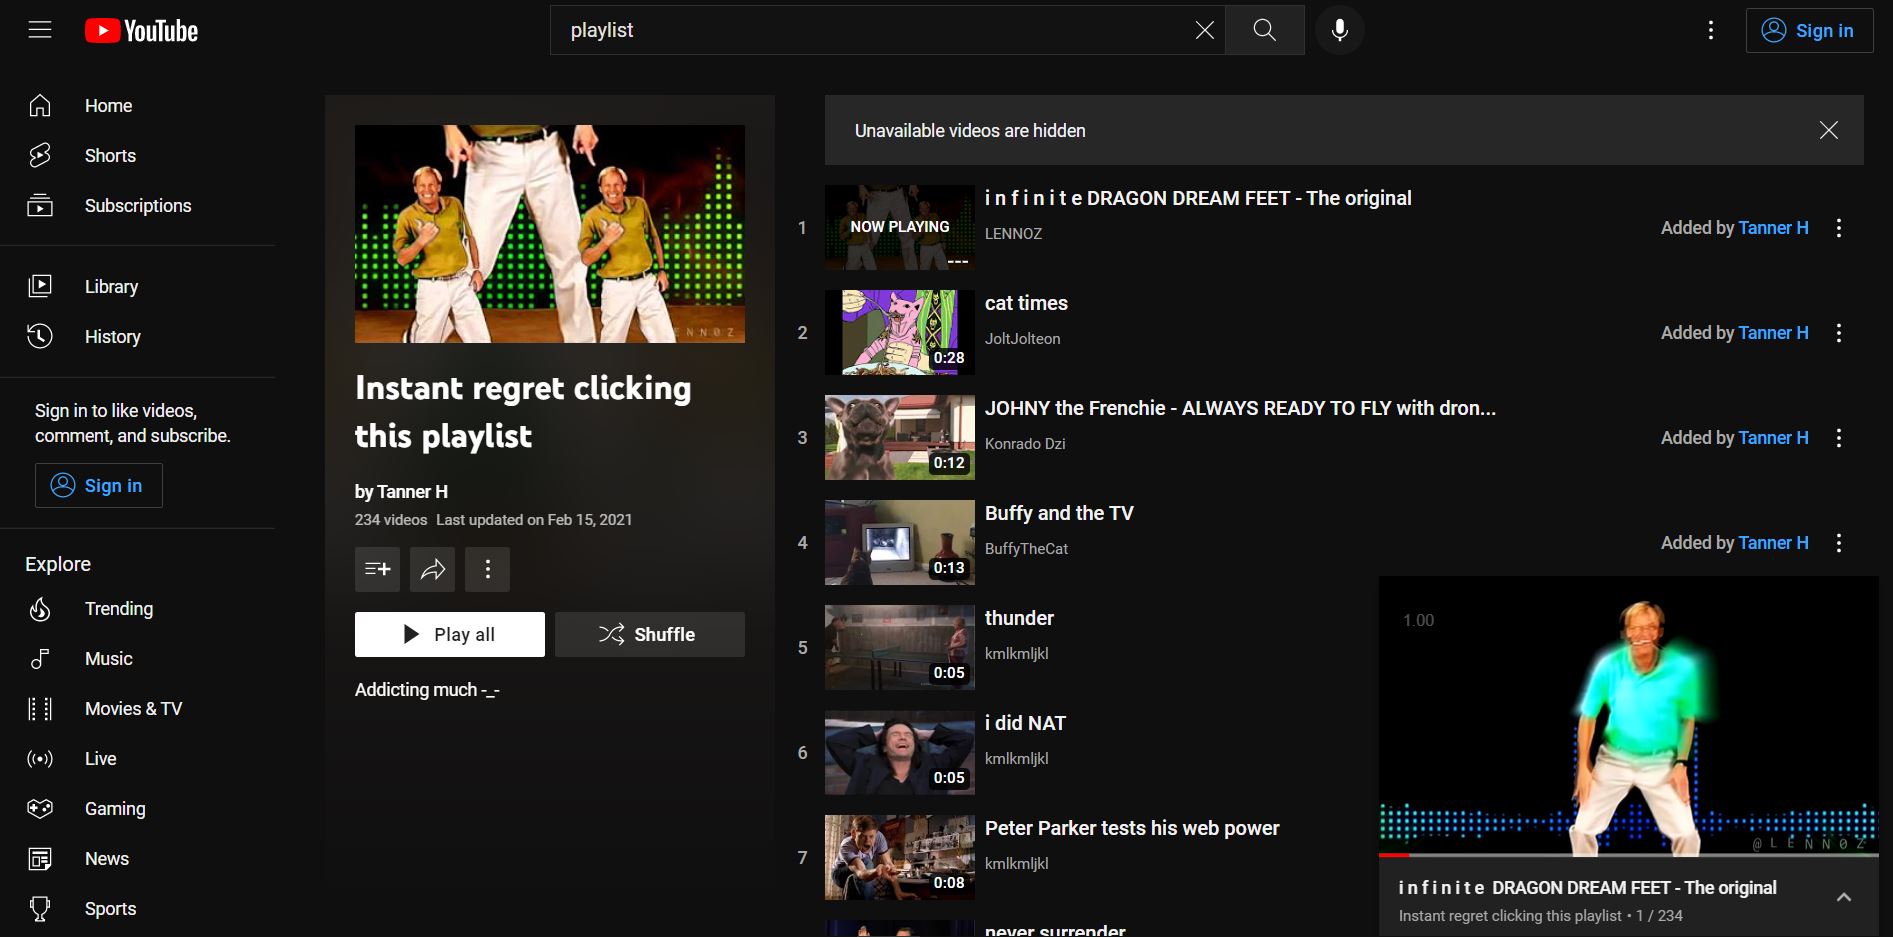 YouTube
playlist
Sign in
Home
Shorts
Subscriptions
Library
History
Sign in to like videos,
comment, and subscribe.
Sign in
Explore
Trending
Music
Movies & TV
Live
Gaming
News
Sports
ENNOZ
Instant regret clicking
this playlist
by Tanner H
234 videos Last updated on Feb 15, 2021
Play all
Shuffle
Addicting much -_-
Unavailable videos are hidden
1
NOW PLAYING
---
i n f i n i t e DRAGON DREAM FEET - The original
LENNOZ
Added by Tanner H
2
0:28
cat times
JoltJolteon
Added by Tanner H
3
0:12
JOHNY the Frenchie - ALWAYS READY TO FLY with dron...
Konrado Dzi
Added by Tanner H
4
0:13
Buffy and the TV
BuffyTheCat
Added by Tanner H
5
0:05
thunder
kmlkmljkl
6
0:05
i did NAT
kmlkmljkl
7
0:08
Peter Parker tests his web power
kmlkmljkl
never surrender
1.00
@LENN0Z
i n f i n i t e DRAGON DREAM FEET - The original
Instant regret clicking this playlist • 1 / 234